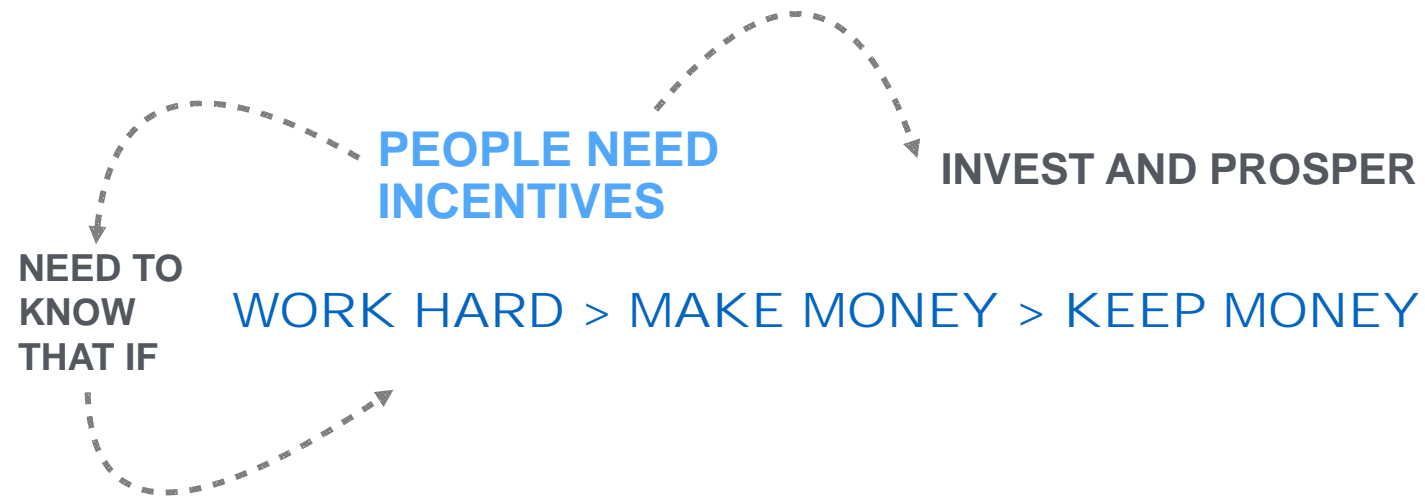 PEOPLE NEED
INCENTIVES
INVEST AND PROSPER
NEED TO
KNOW
THAT IF
WORK HARD > MAKE MONEY > KEEP MONEY